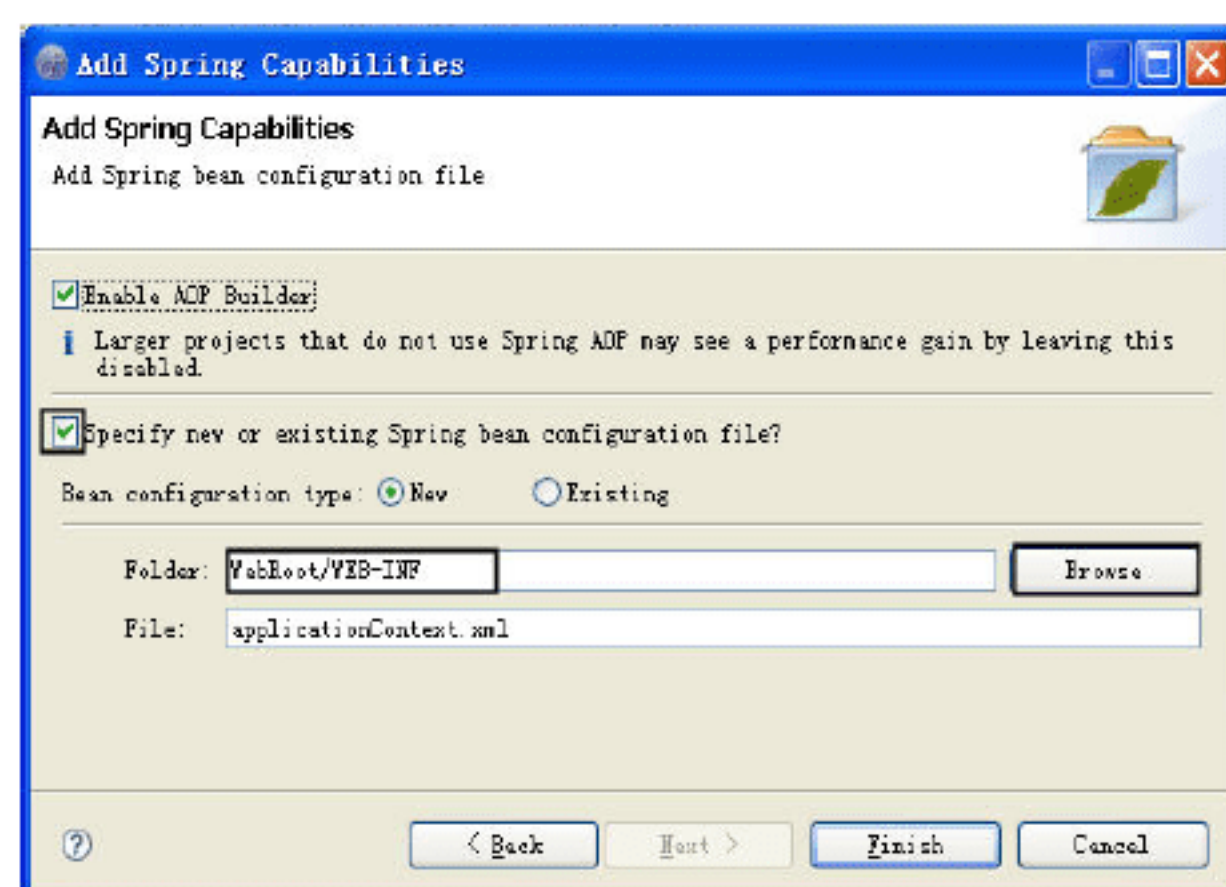 Add Spring Capabilities
Add Spring Capabilities
Add Spring bean configuration file
Enable AOP Builder
i Larger projects that do not use Spring AOP may see a performance gain by leaving this
disabled.
Specify new or existing Spring bean configuration file?
Bean configuration type: New Existing
Folder: WebRoot/WEB-INF Browse
File: applicationContext.xml
? < Back Next > Finish Cancel